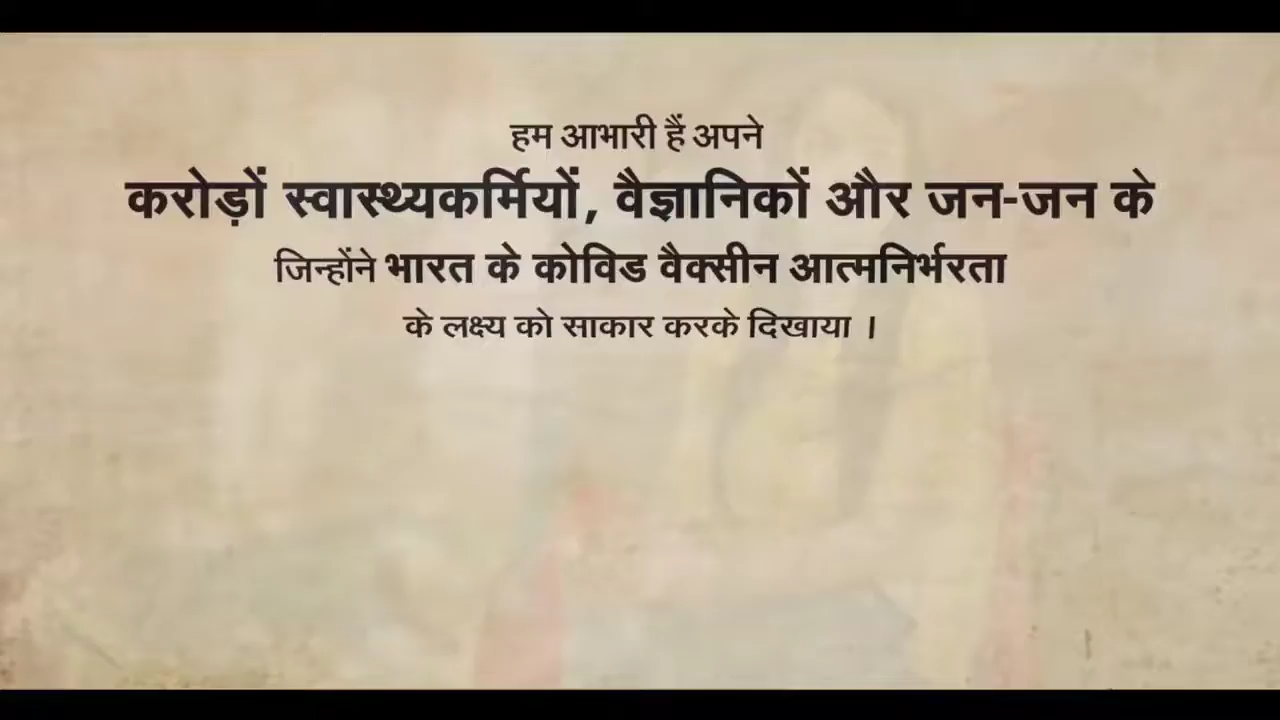 हम आभारी हैं अपने
करोड़ों स्वास्थ्यकर्मियों, वैज्ञानिकों और जन-जन के
जिन्होंने भारत के कोविड वैक्सीन आत्मनिर्भरता
के लक्ष्य को साकार करके दिखाया ।